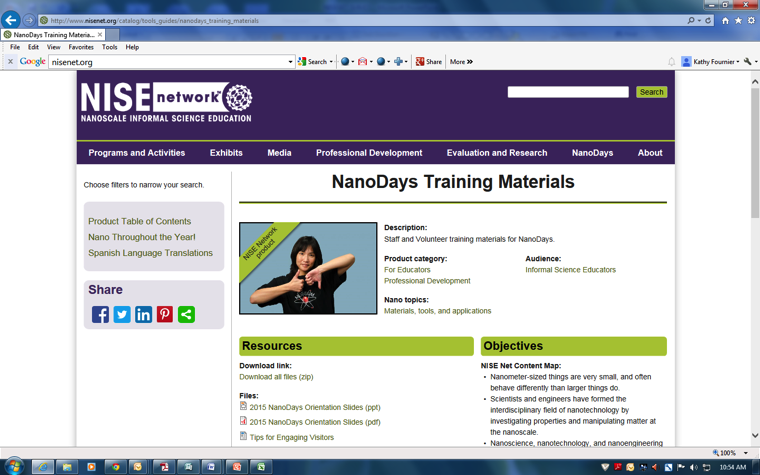 http://www.nisenet.org/catalog/tools_guides/nanodays_training_materials
NanoDays Training Materia...
File Edit View Favorites Tools Help
x Google nisenet.org Search Share More >> Kathy Fournier
NISE network™
NANOSCALE INFORMAL SCIENCE EDUCATION
Search
Programs and Activities Exhibits Media Professional Development Evaluation and Research NanoDays About
Choose filters to narrow your search.
Product Table of Contents
Nano Throughout the Year!
Spanish Language Translations
Share
NanoDays Training Materials
NISE Network
product
Description:
Staff and Volunteer training materials for NanoDays.
Product category:
For Educators
Professional Development
Audience:
Informal Science Educators
Nano topics:
Materials, tools, and applications
Resources
Download link:
Download all files (zip)
Files:
2015 NanoDays Orientation Slides (ppt)
2015 NanoDays Orientation Slides (pdf)
Tips for Engaging Visitors
Objectives
NISE Net Content Map:
• Nanometer-sized things are very small, and often
behave differently than larger things do.
• Scientists and engineers have formed the
interdisciplinary field of nanotechnology by
investigating properties and manipulating matter at
the nanoscale.
• Nanoscience, nanotechnology, and nanoengineering
100%
10:54 AM